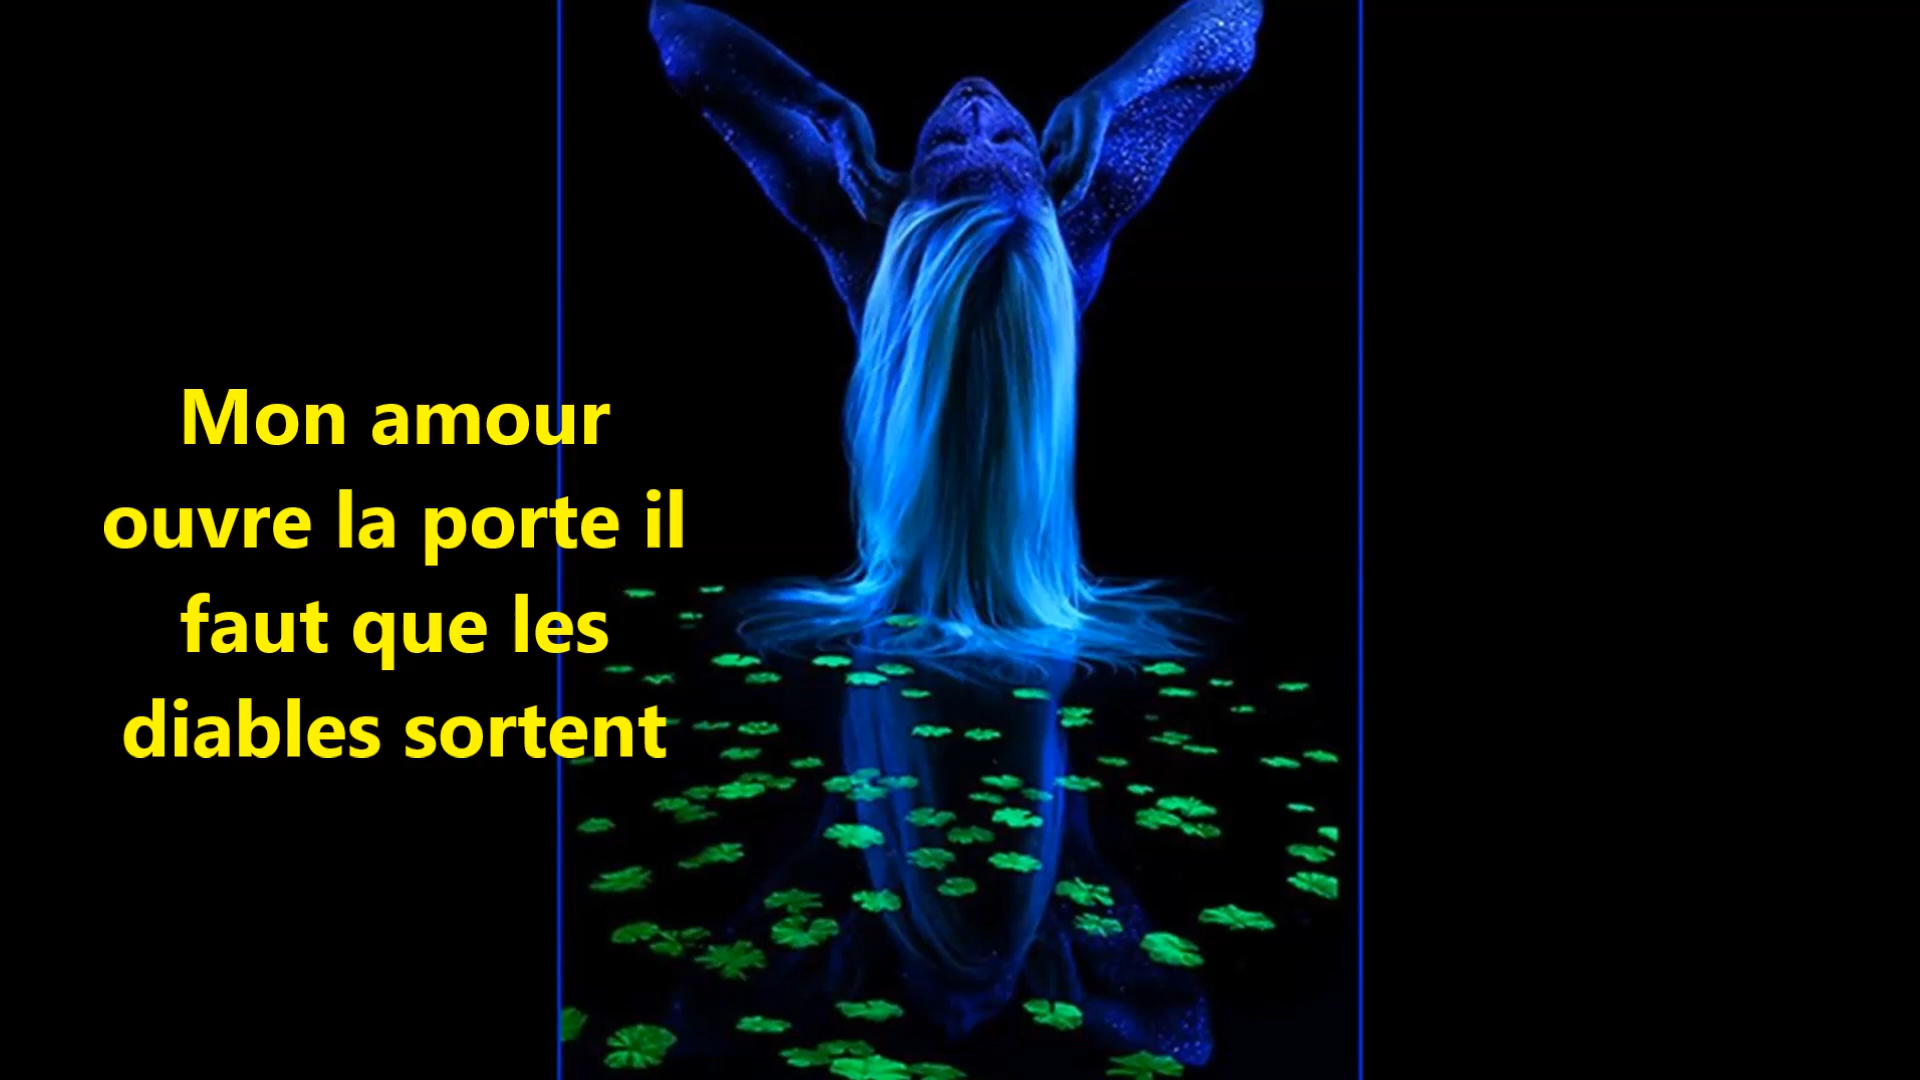 Mon amour
ouvre la porte il
faut que les
diables sortent